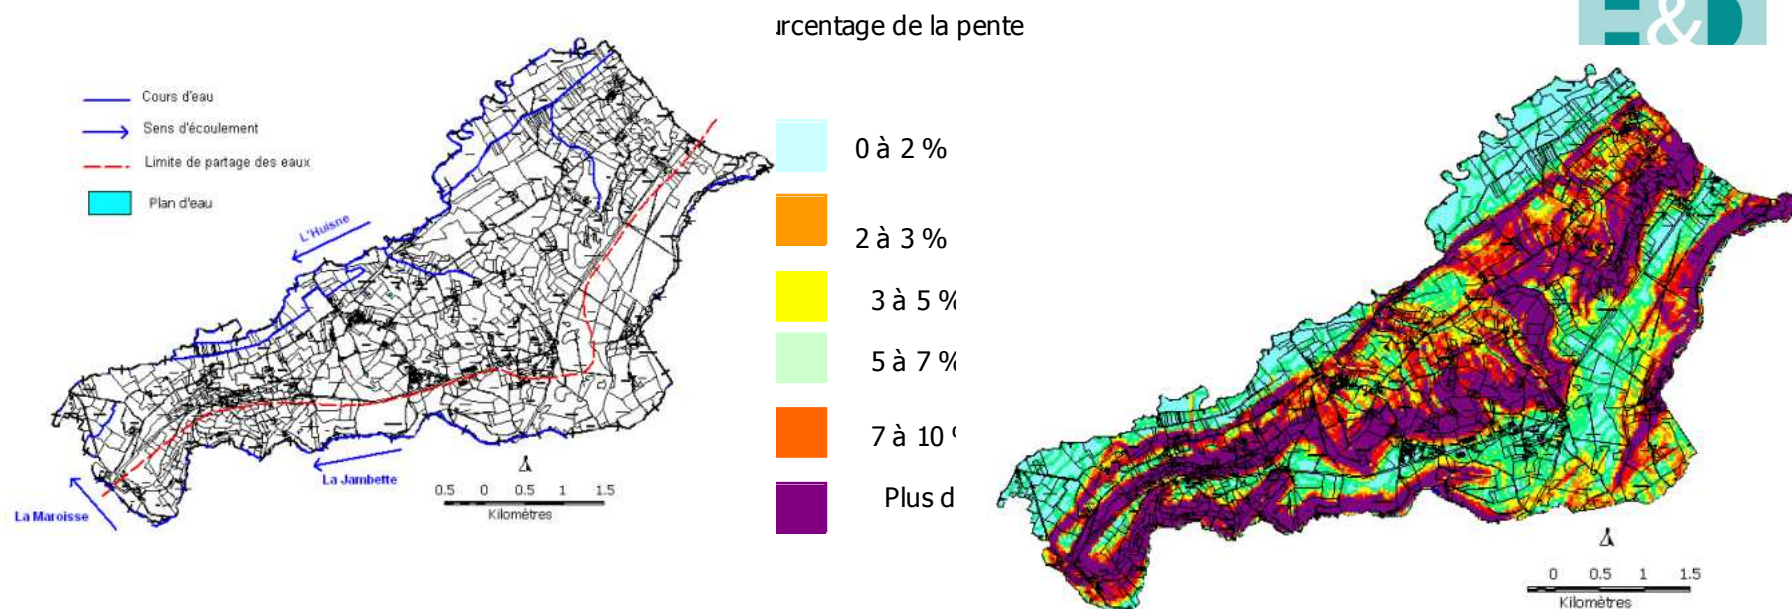 Cours d'eau
Sens d'écoulement
Limite de partage des eaux
Plan d'eau
L'Huisne
La Jambette
La Maroisse
0.5 0 0.5 1 1.5
Kilomètres
rcentage de la pente
0 à 2 %
2 à 3 %
3 à 5 %
5 à 7 %
7 à 10
Plus d
E&D
0 0.5 1 1.5
Kilomètres